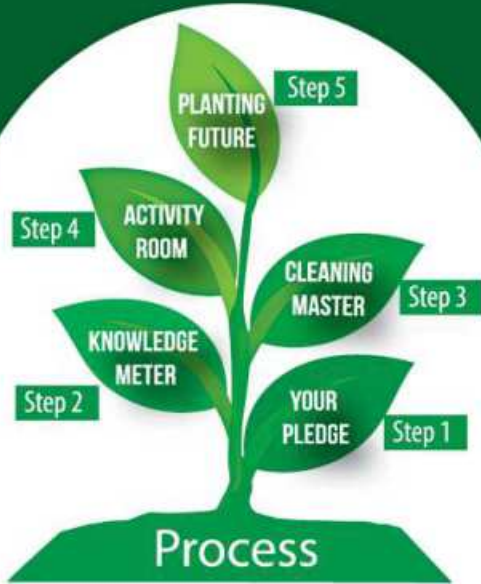 PLANTING
FUTURE
Step 5
ACTIVITY
ROOM
Step 4
CLEANING
MASTER
Step 3
KNOWLEDGE
METER
Step 2
YOUR
PLEDGE
Step 1
Process